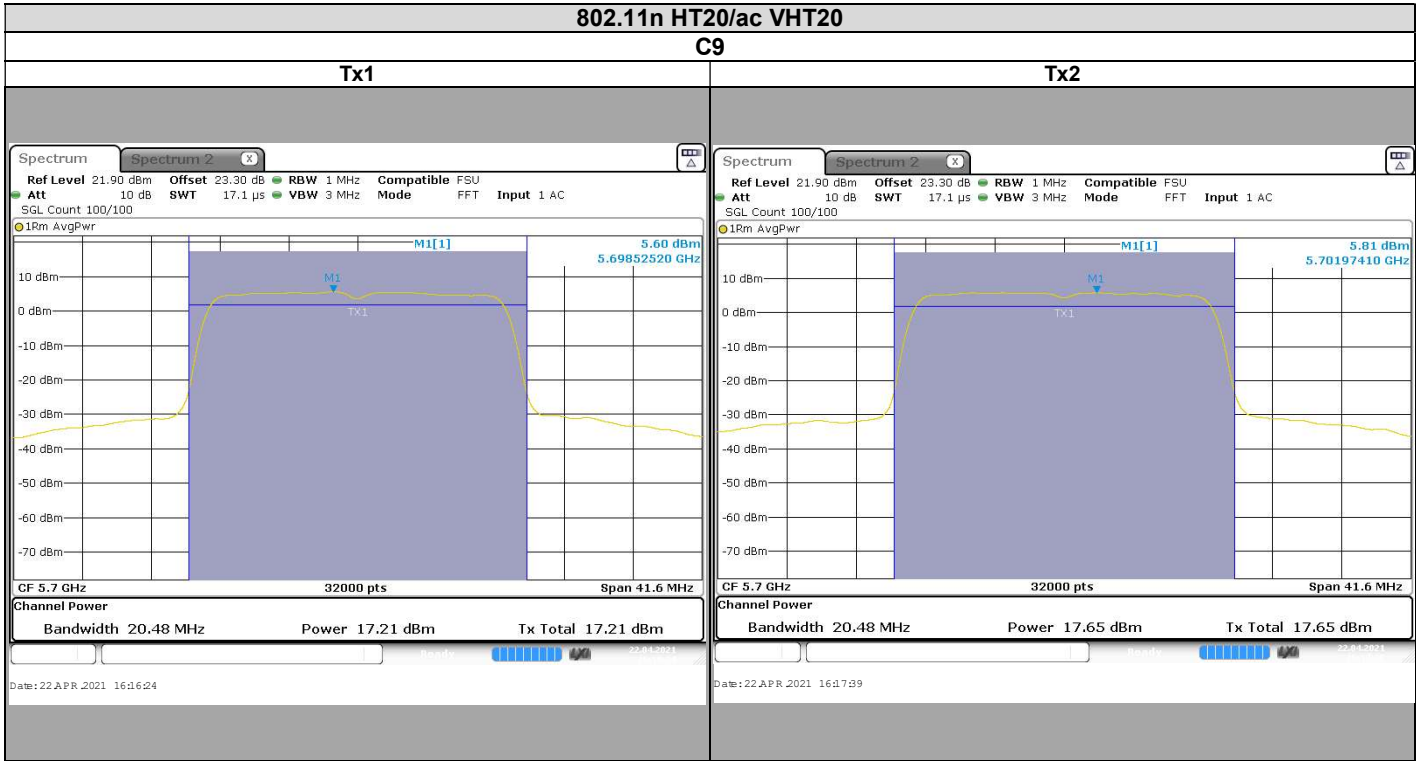 802.11n HT20/ac VHT20
C9
Tx1
Tx2
Spectrum Spectrum 2 X
Ref Level 21.90 dBm Offset 23.30 dB RBW 1 MHz Compatible FSU
Att 10 dB SWT 17.1 µs VBW 3 MHz Mode FFT Input 1 AC
SGL Count 100/100
1Rm AvgPwr
M1[1] 5.60 dBm
5.69852520 GHz
10 dBm
M1
0 dBm
TX1
-10 dBm
-20 dBm
-30 dBm
-40 dBm
-50 dBm
-60 dBm
-70 dBm
CF 5.7 GHz 32000 pts Span 41.6 MHz
Channel Power
Bandwidth 20.48 MHz Power 17.21 dBm Tx Total 17.21 dBm
Ready 22.04.2021
Date: 22.APR.2021 16:16:24
Spectrum Spectrum 2 X
Ref Level 21.90 dBm Offset 23.30 dB RBW 1 MHz Compatible FSU
Att 10 dB SWT 17.1 µs VBW 3 MHz Mode FFT Input 1 AC
SGL Count 100/100
1Rm AvgPwr
M1[1] 5.81 dBm
5.70197410 GHz
10 dBm
M1
0 dBm
TX1
-10 dBm
-20 dBm
-30 dBm
-40 dBm
-50 dBm
-60 dBm
-70 dBm
CF 5.7 GHz 32000 pts Span 41.6 MHz
Channel Power
Bandwidth 20.48 MHz Power 17.65 dBm Tx Total 17.65 dBm
Ready 22.04.2021
Date: 22.APR.2021 16:17:39